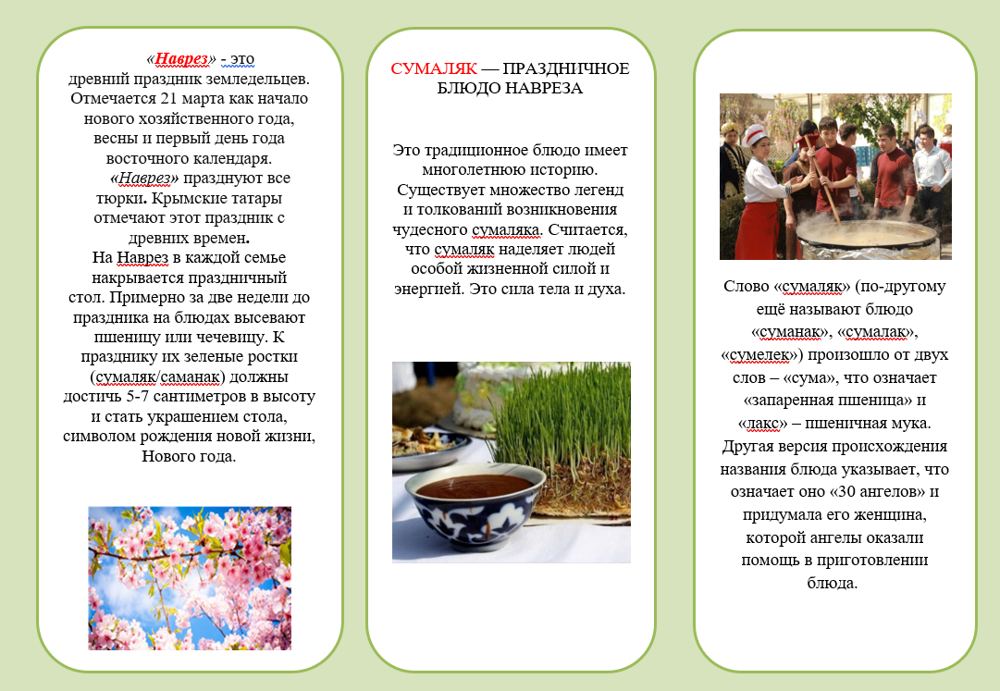 «Наврез» - это
древний праздник земледельцев.
Отмечается 21 марта как начало
нового хозяйственного года,
весны и первый день года
восточного календаря.
«Наврез» празднуют все
тюрки. Крымские татары
отмечают этот праздник с
древних времен.
На Наврез в каждой семье
накрывается праздничный
стол. Примерно за две недели до
праздника на блюдах высевают
пшеницу или чечевицу. К
празднику их зеленые ростки
(сумаляк/саманак) должны
достичь 5-7 сантиметров в высоту
и стать украшением стола,
символом рождения новой жизни,
Нового года.
СУМАЛЯК — ПРАЗДНИЧНОЕ
БЛЮДО НАВРЕЗА
Это традиционное блюдо имеет
многолетнюю историю.
Существует множество легенд
и толкований возникновения
чудесного сумаляка. Считается,
что сумаляк наделяет людей
особой жизненной силой и
энергией. Это сила тела и духа.
Слово «сумаляк» (по-другому
ещё называют блюдо
«суманак», «сумалак»,
«сумелек») произошло от двух
слов – «сума», что означает
«запаренная пшеница» и
«лакс» – пшеничная мука.
Другая версия происхождения
названия блюда указывает, что
означает оно «30 ангелов» и
придумала его женщина,
которой ангелы оказали
помощь в приготовлении
блюда.